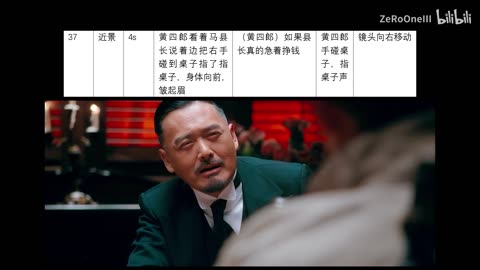 ZeRoOneIII bilibili
37 近景 4s 黄四郎看着马县 （黄四郎）如果县 黄四郎 镜头向右移动
长说着边把右手 长真的急着挣钱 手碰桌
碰到桌子指了指 子，指
桌子，身体向前， 桌子声
皱起眉